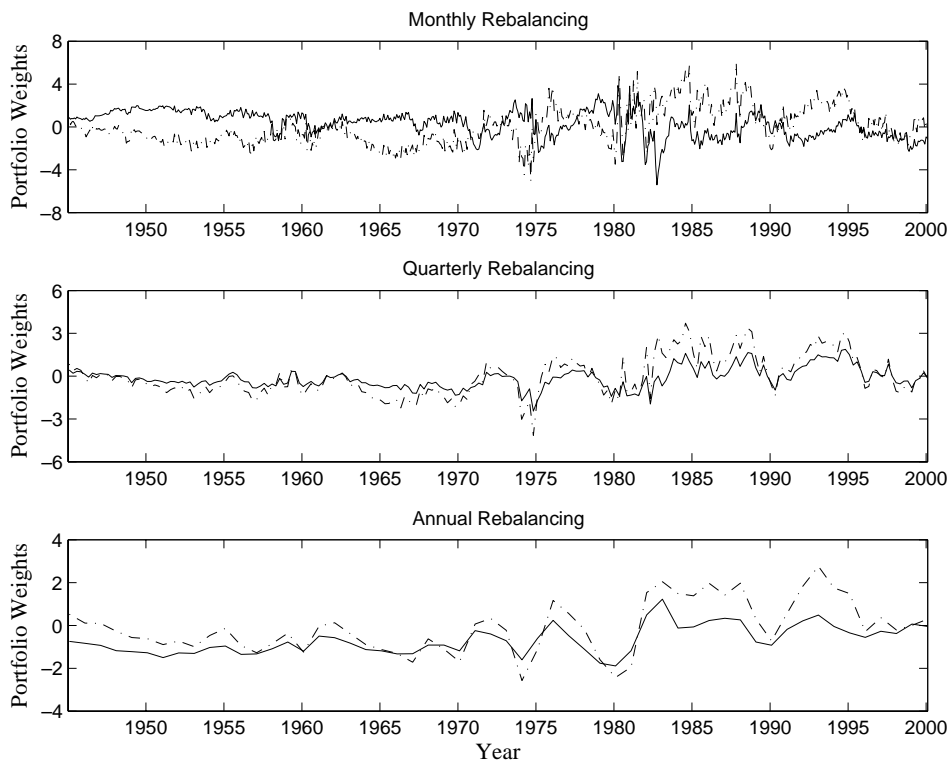 Monthly Rebalancing
Portfolio Weights
8
4
0
−4
−8
1950 1955 1960 1965 1970 1975 1980 1985 1990 1995 2000
Quarterly Rebalancing
Portfolio Weights
6
3
0
−3
−6
1950 1955 1960 1965 1970 1975 1980 1985 1990 1995 2000
Annual Rebalancing
Portfolio Weights
4
2
0
−2
−4
1950 1955 1960 1965 1970 1975 1980 1985 1990 1995 2000
Year